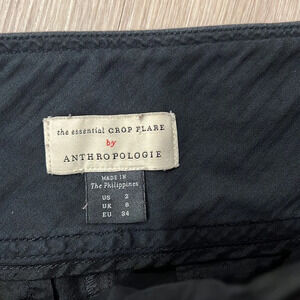 the essential CROP FLARE
by
ANTHROPOLOGIE
MADE IN
The Philippines
US 2
UK 6
EU 34